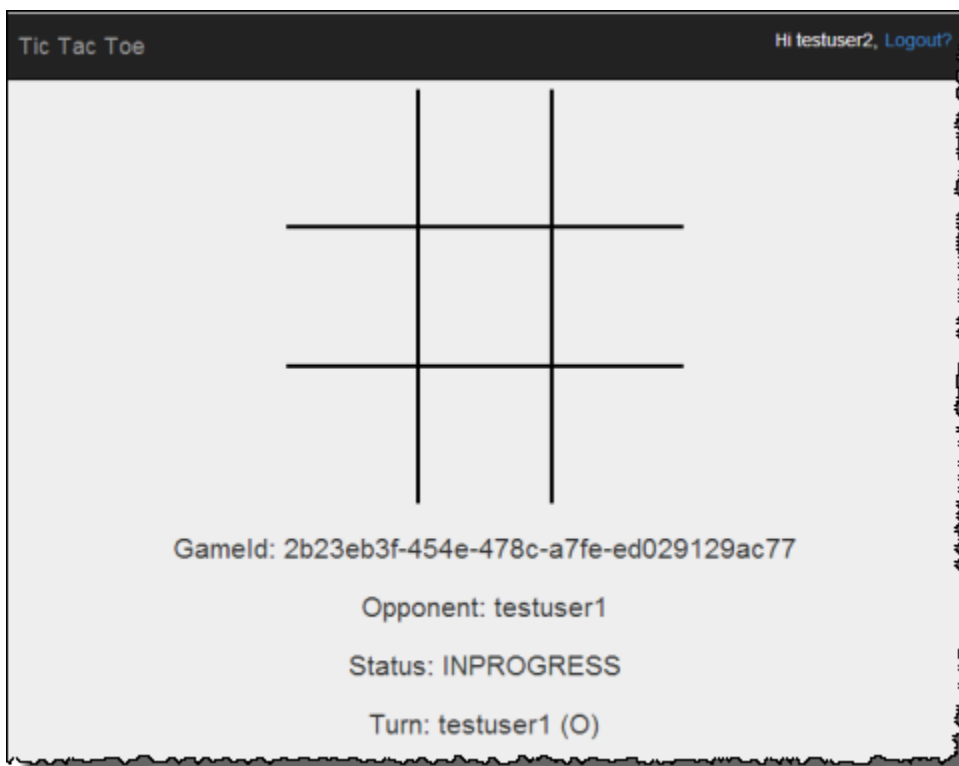 Tic Tac Toe
Hi testuser2, Logout?
GameId: 2b23eb3f-454e-478c-a7fe-ed029129ac77
Opponent: testuser1
Status: INPROGRESS
Turn: testuser1 (O)